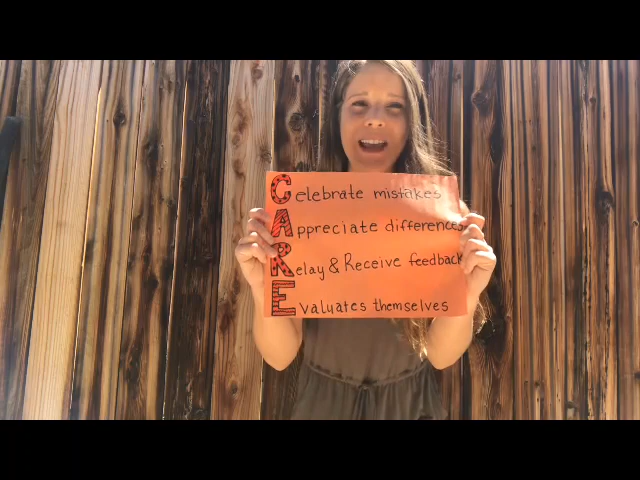 Celebrate mistakes
Appreciate differences
Relay & Receive feedback
Evaluates themselves